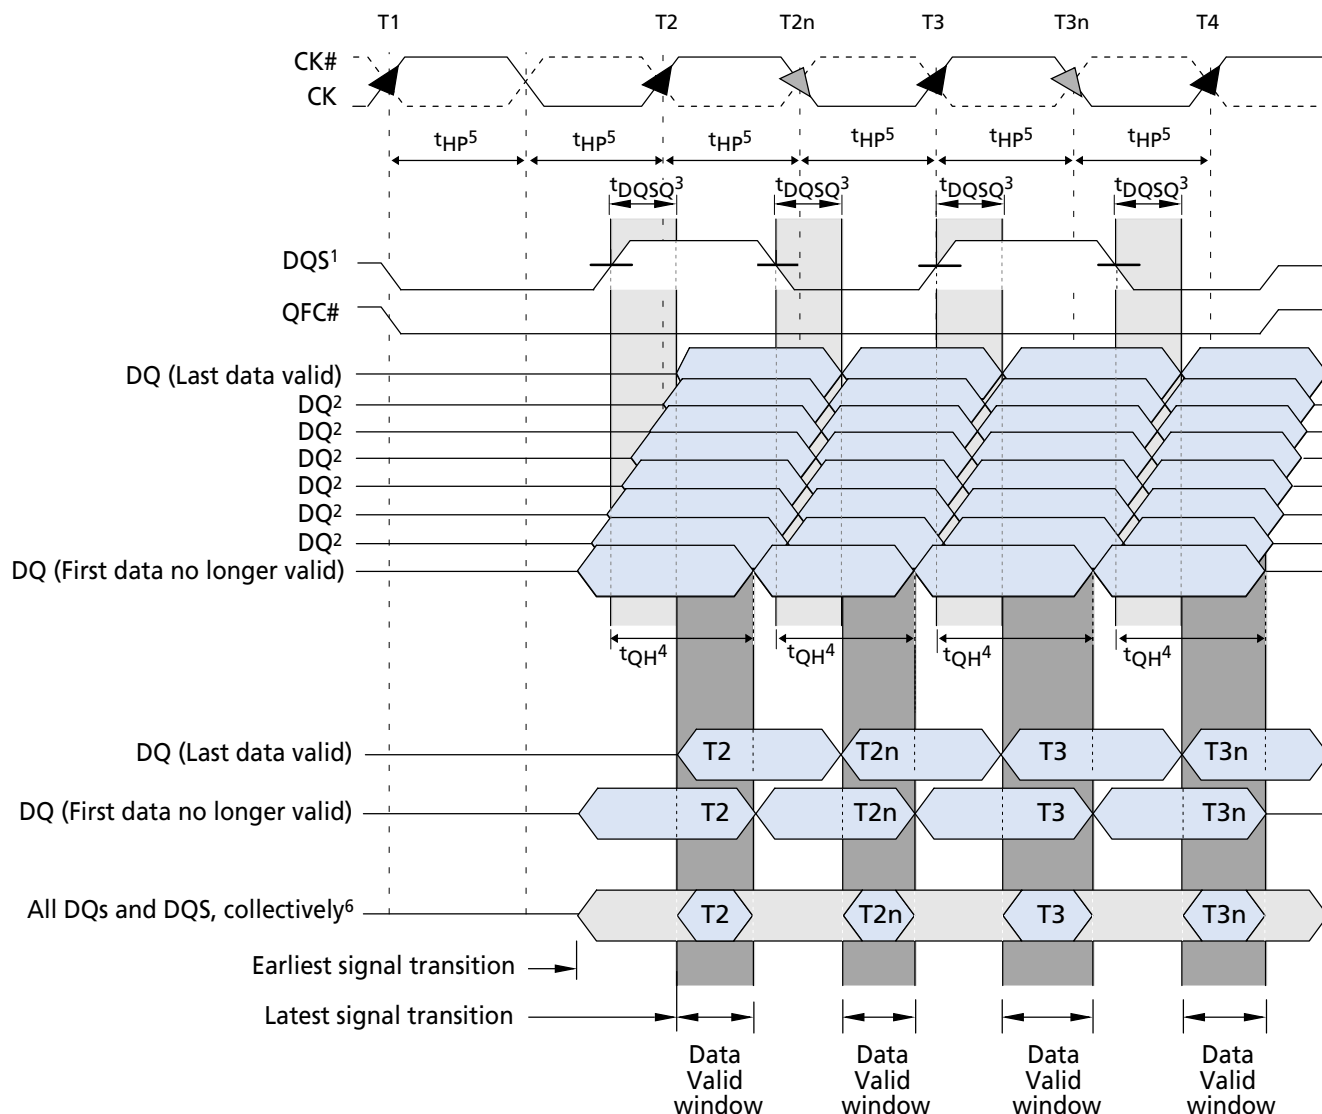 T1 T2 T2n T3 T3n T4
CK#
CK
tHP5 tHP5 tHP5 tHP5 tHP5 tHP5
tDQSQ3 tDQSQ3 tDQSQ3 tDQSQ3
DQS1
QFC#
DQ (Last data valid)
DQ2
DQ2
DQ2
DQ2
DQ2
DQ2
DQ (First data no longer valid)
tQH4 tQH4 tQH4 tQH4
DQ (Last data valid) T2 T2n T3 T3n
DQ (First data no longer valid) T2 T2n T3 T3n
All DQs and DQS, collectively6 T2 T2n T3 T3n
Earliest signal transition
Latest signal transition
Data Data Data Data
Valid Valid Valid Valid
window window window window